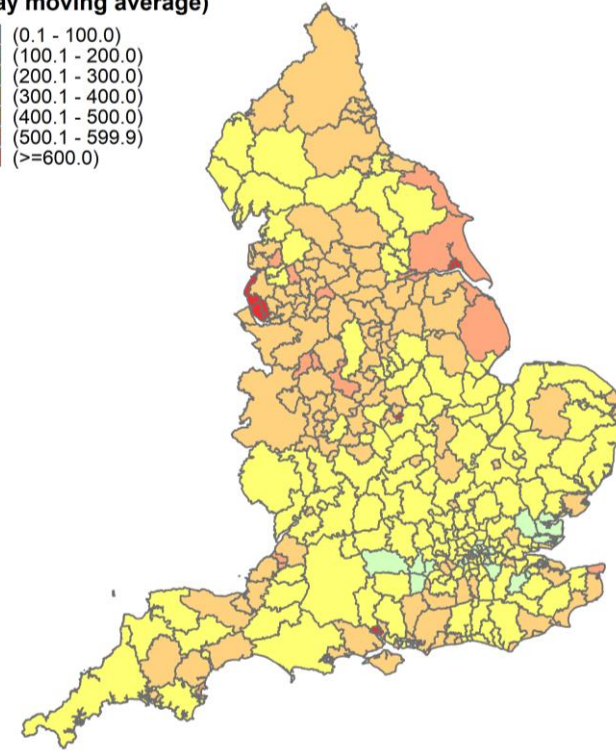 moving average)
(0.1 - 100.0)
(100.1 - 200.0)
(200.1 - 300.0)
(300.1 - 400.0)
(400.1 - 500.0)
(500.1 - 599.9)
(>=600.0)